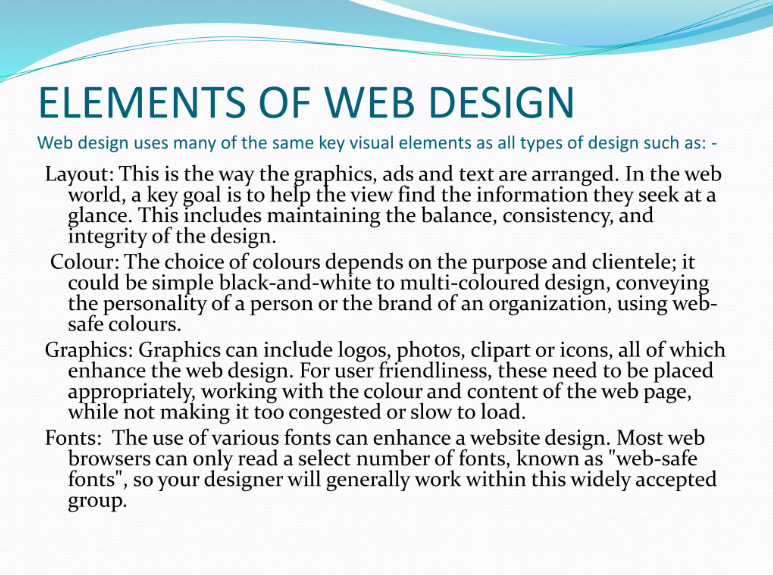 ELEMENTS OF WEB DESIGN
Web design uses many of the same key visual elements as all types of design such as: -
Layout: This is the way the graphics, ads and text are arranged. In the web
world, a key goal is to help the view find the information they seek at a
glance. This includes maintaining the balance, consistency, and
integrity of the design.
Colour: The choice of colours depends on the purpose and clientele; it
could be simple black-and-white to multi-coloured design, conveying
the personality of a person or the brand of an organization, using web-
safe colours.
Graphics: Graphics can include logos, photos, clipart or icons, all of which
enhance the web design. For user friendliness, these need to be placed
appropriately, working with the colour and content of the web page,
while not making it too congested or slow to load.
Fonts: The use of various fonts can enhance a website design. Most web
browsers can only read a select number of fonts, known as "web-safe
fonts", so your designer will generally work within this widely accepted
group.